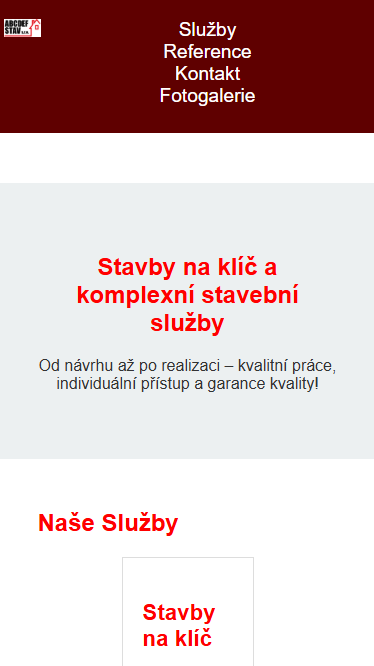 ABCDEF
STAV s.r.o.
Služby
Reference
Kontakt
Fotogalerie
Stavby na klíč a
komplexní stavební
služby
Od návrhu až po realizaci – kvalitní práce,
individuální přístup a garance kvality!
Naše Služby
Stavby
na klíč